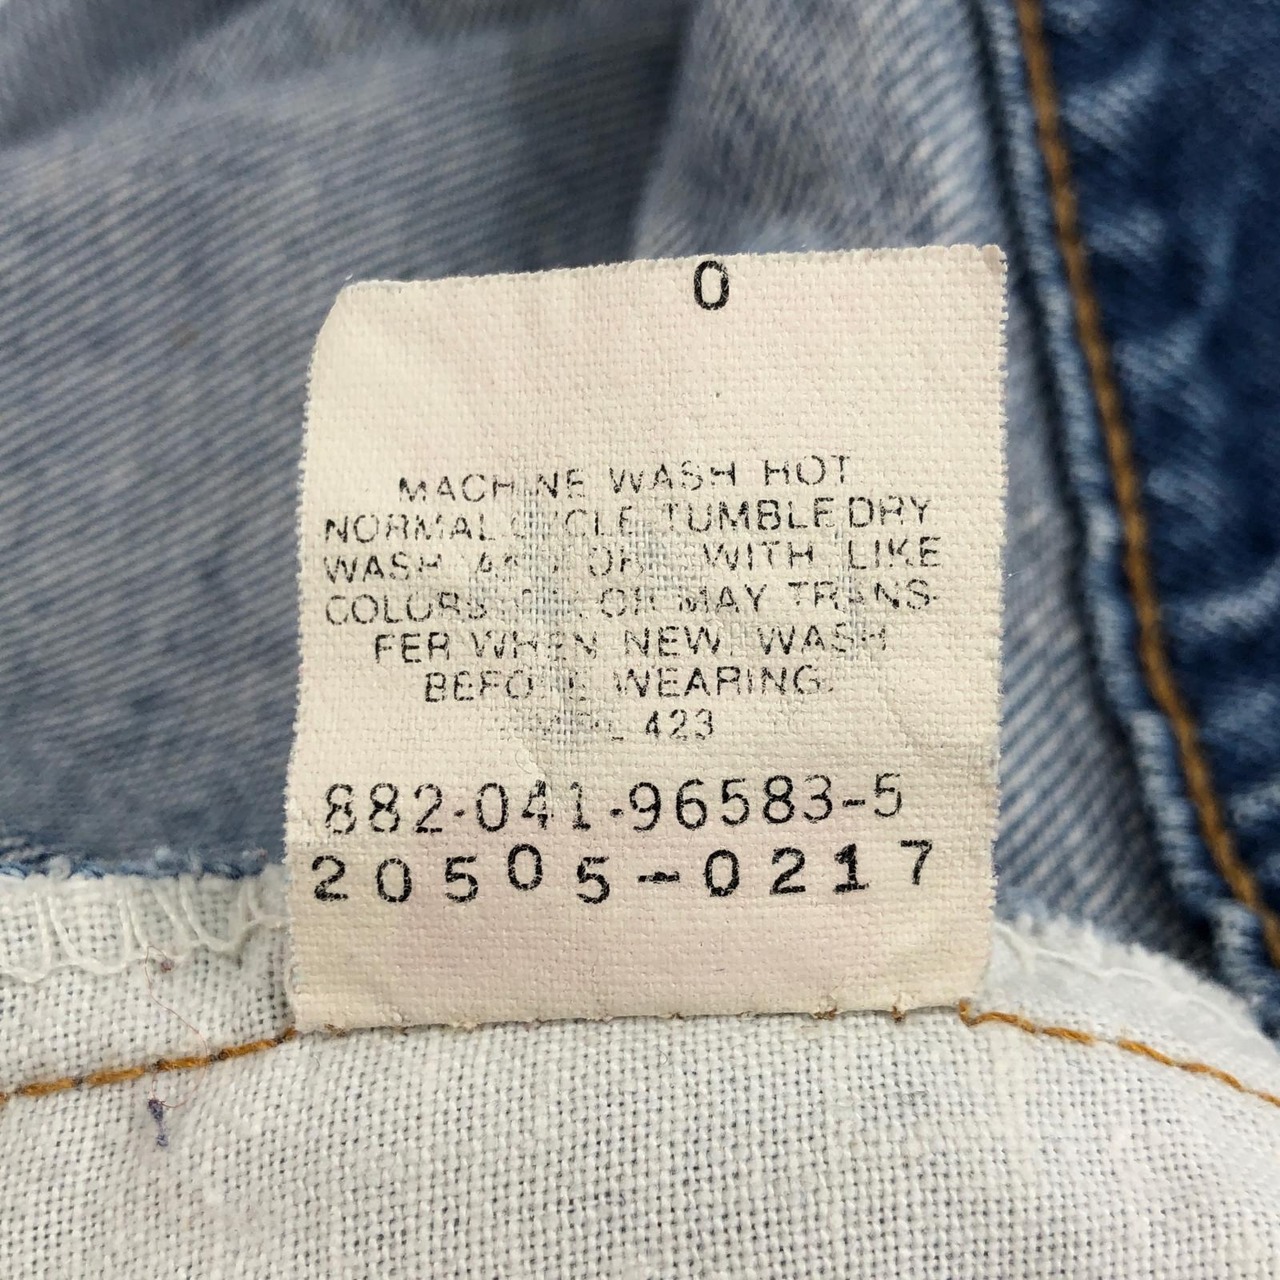 0
MACHINE WASH HOT
NORMAL CYCLE TUMBLE DRY
WASH WITH LIKE
COLORS COLOR MAY TRANS-
FER WHEN NEW. WASH
BEFORE WEARING.
423
882-041-96583-5
20505-0217